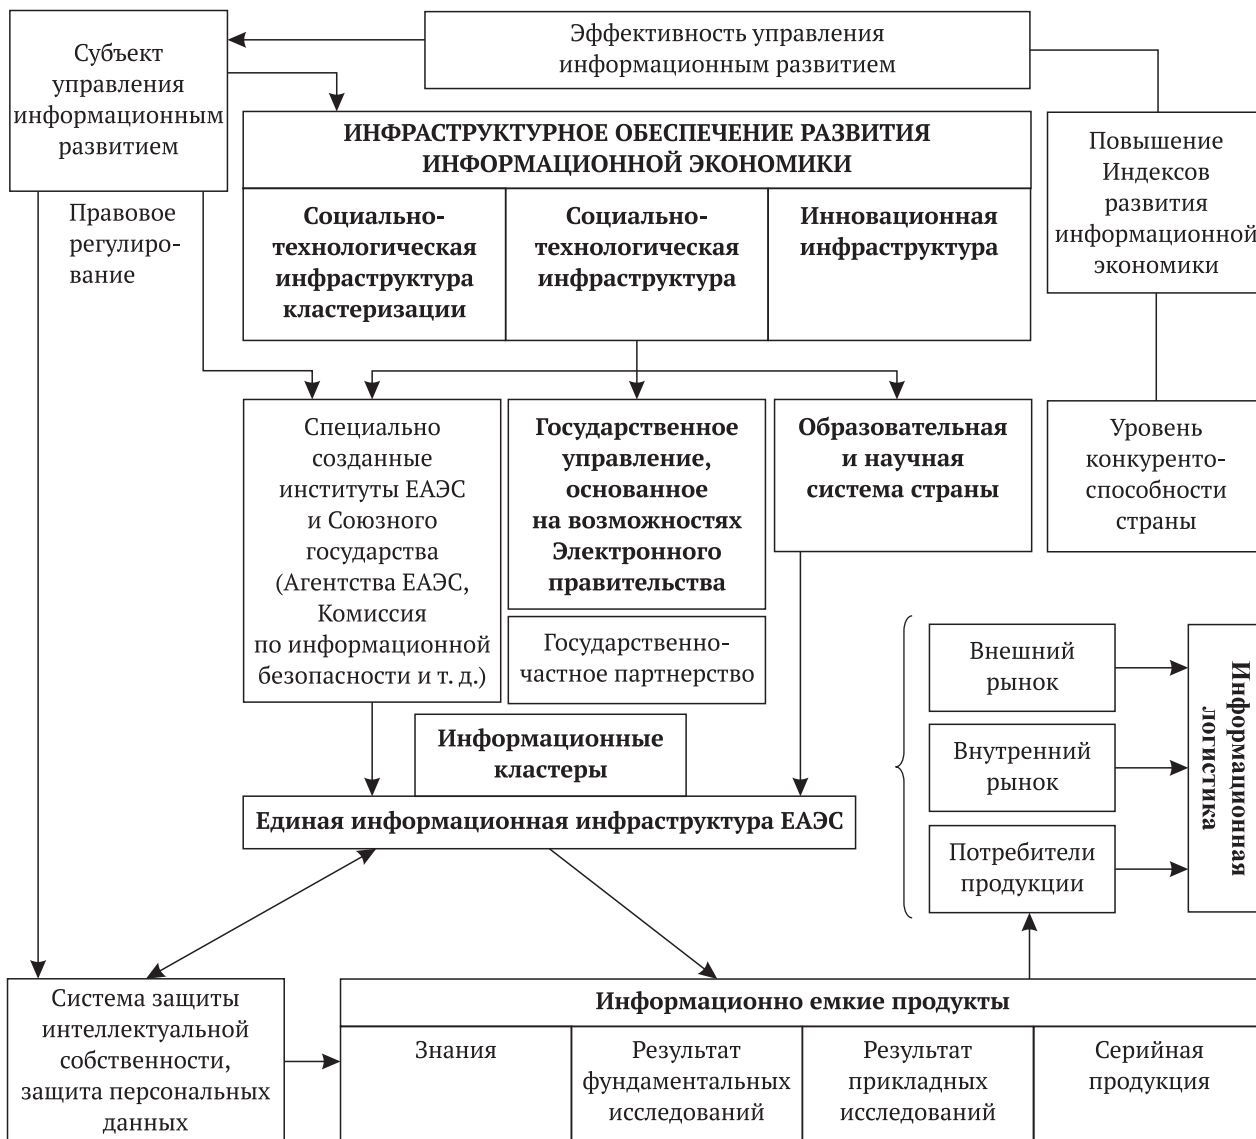 Субъект
управления
информационным
развитием
Эффективность управления
информационным развитием
ИНФРАСТРУКТУРНОЕ ОБЕСПЕЧЕНИЕ РАЗВИТИЯ
ИНФОРМАЦИОННОЙ ЭКОНОМИКИ
Социально-
технологическая
инфраструктура
кластеризации
Социально-
технологическая
инфраструктура
Инновационная
инфраструктура
Повышение
Индексов
развития
информационной
экономики
Правовое
регулиро-
вание
Специально
созданные
институты ЕАЭС
и Союзного
государства
(Агентства ЕАЭС,
Комиссия
по информационной
безопасности и т. д.)
Государственное
управление,
основанное
на возможностях
Электронного
правительства
Государственно-
частное партнерство
Образовательная
и научная
система страны
Уровень
конкуренто-
способности
страны
Информационные
кластеры
Единая информационная инфраструктура ЕАЭС
Внешний
рынок
Внутренний
рынок
Потребители
продукции
Информационная
логистика
Система защиты
интеллектуальной
собственности,
защита персональных
данных
Информационно емкие продукты
Знания
Результат
фундаментальных
исследований
Результат
прикладных
исследований
Серийная
продукция